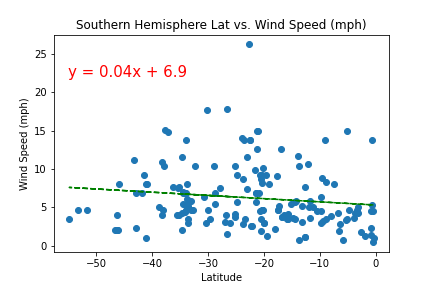 Southern Hemisphere Lat vs. Wind Speed (mph)
y = 0.04x + 6.9
Wind Speed (mph)
25
20
15
10
5
0
−50 −40 −30 −20 −10 0
Latitude